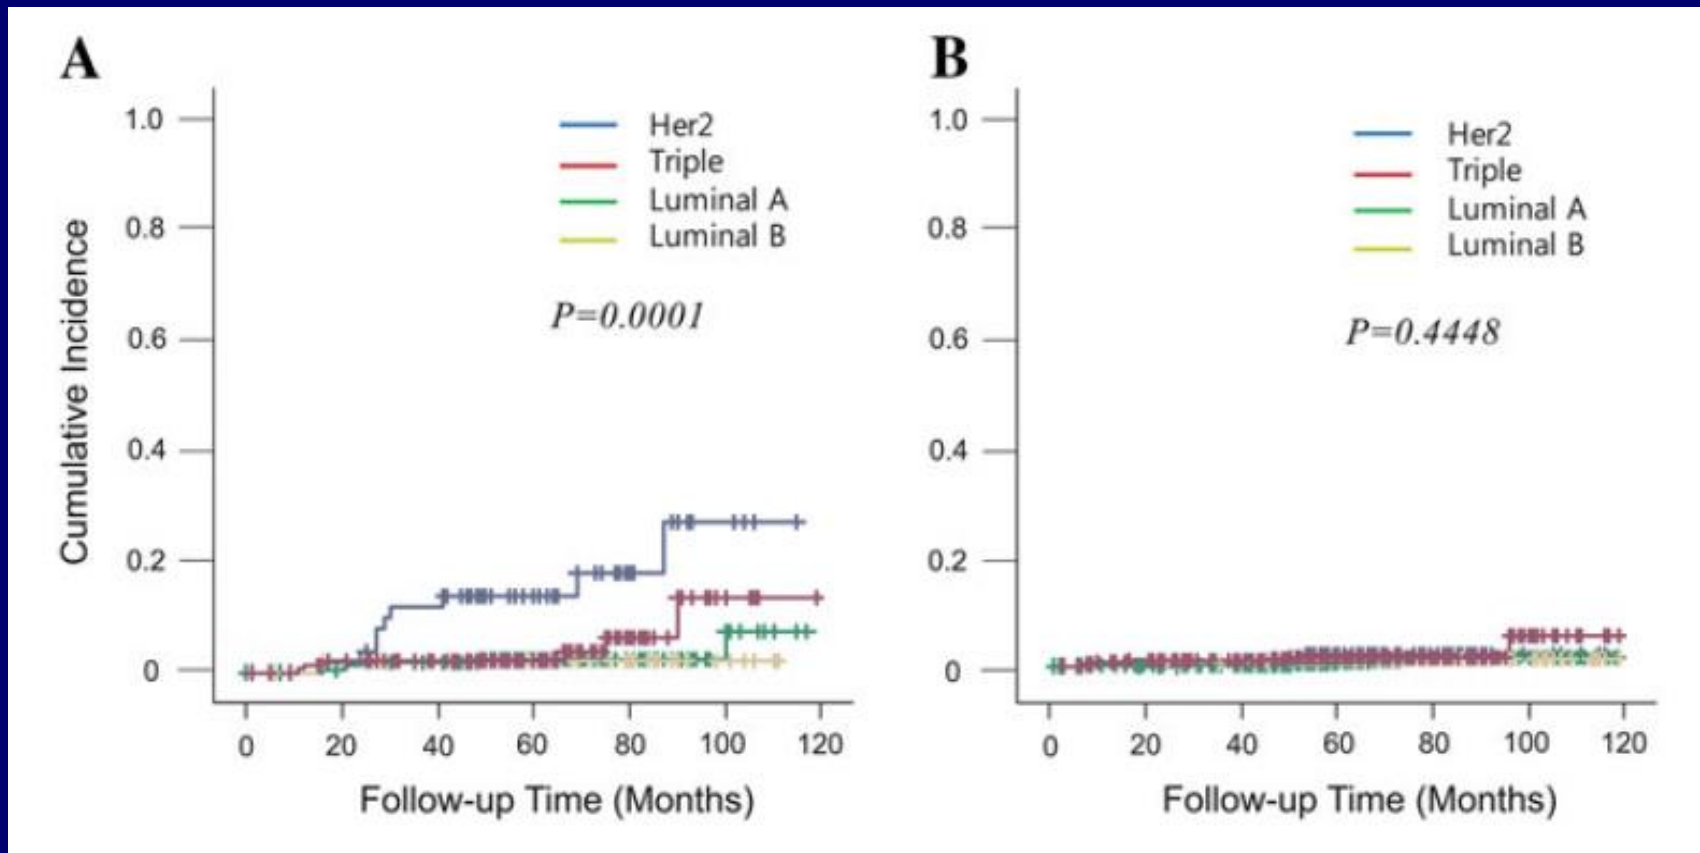 A
Cumulative Incidence
1.0
0.8
0.6
0.4
0.2
0
Her2
Triple
Luminal A
Luminal B
P=0.0001
0 20 40 60 80 100 120
Follow-up Time (Months)
B
1.0
0.8
0.6
0.4
0.2
0
Her2
Triple
Luminal A
Luminal B
P=0.4448
0 20 40 60 80 100 120
Follow-up Time (Months)